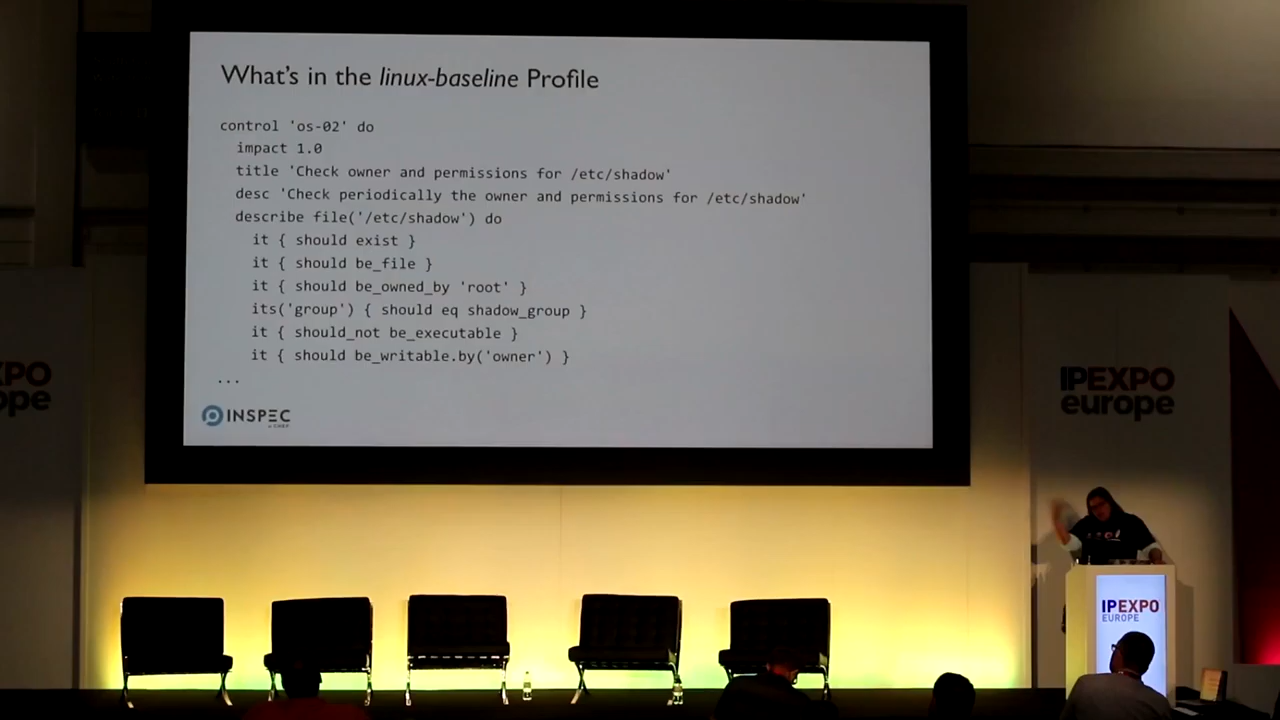 What's in the linux-baseline Profile
control 'os-02' do
impact 1.0
title 'Check owner and permissions for /etc/shadow'
desc 'Check periodically the owner and permissions for /etc/shadow'
describe file('/etc/shadow') do
it { should exist }
it { should be_file }
it { should be_owned_by 'root' }
its('group') { should eq shadow_group }
it { should_not be_executable }
it { should be_writable.by('owner') }
...
INSPEC
XPO
ope
IPEXPO
europe
IPEXPO
EUROPE